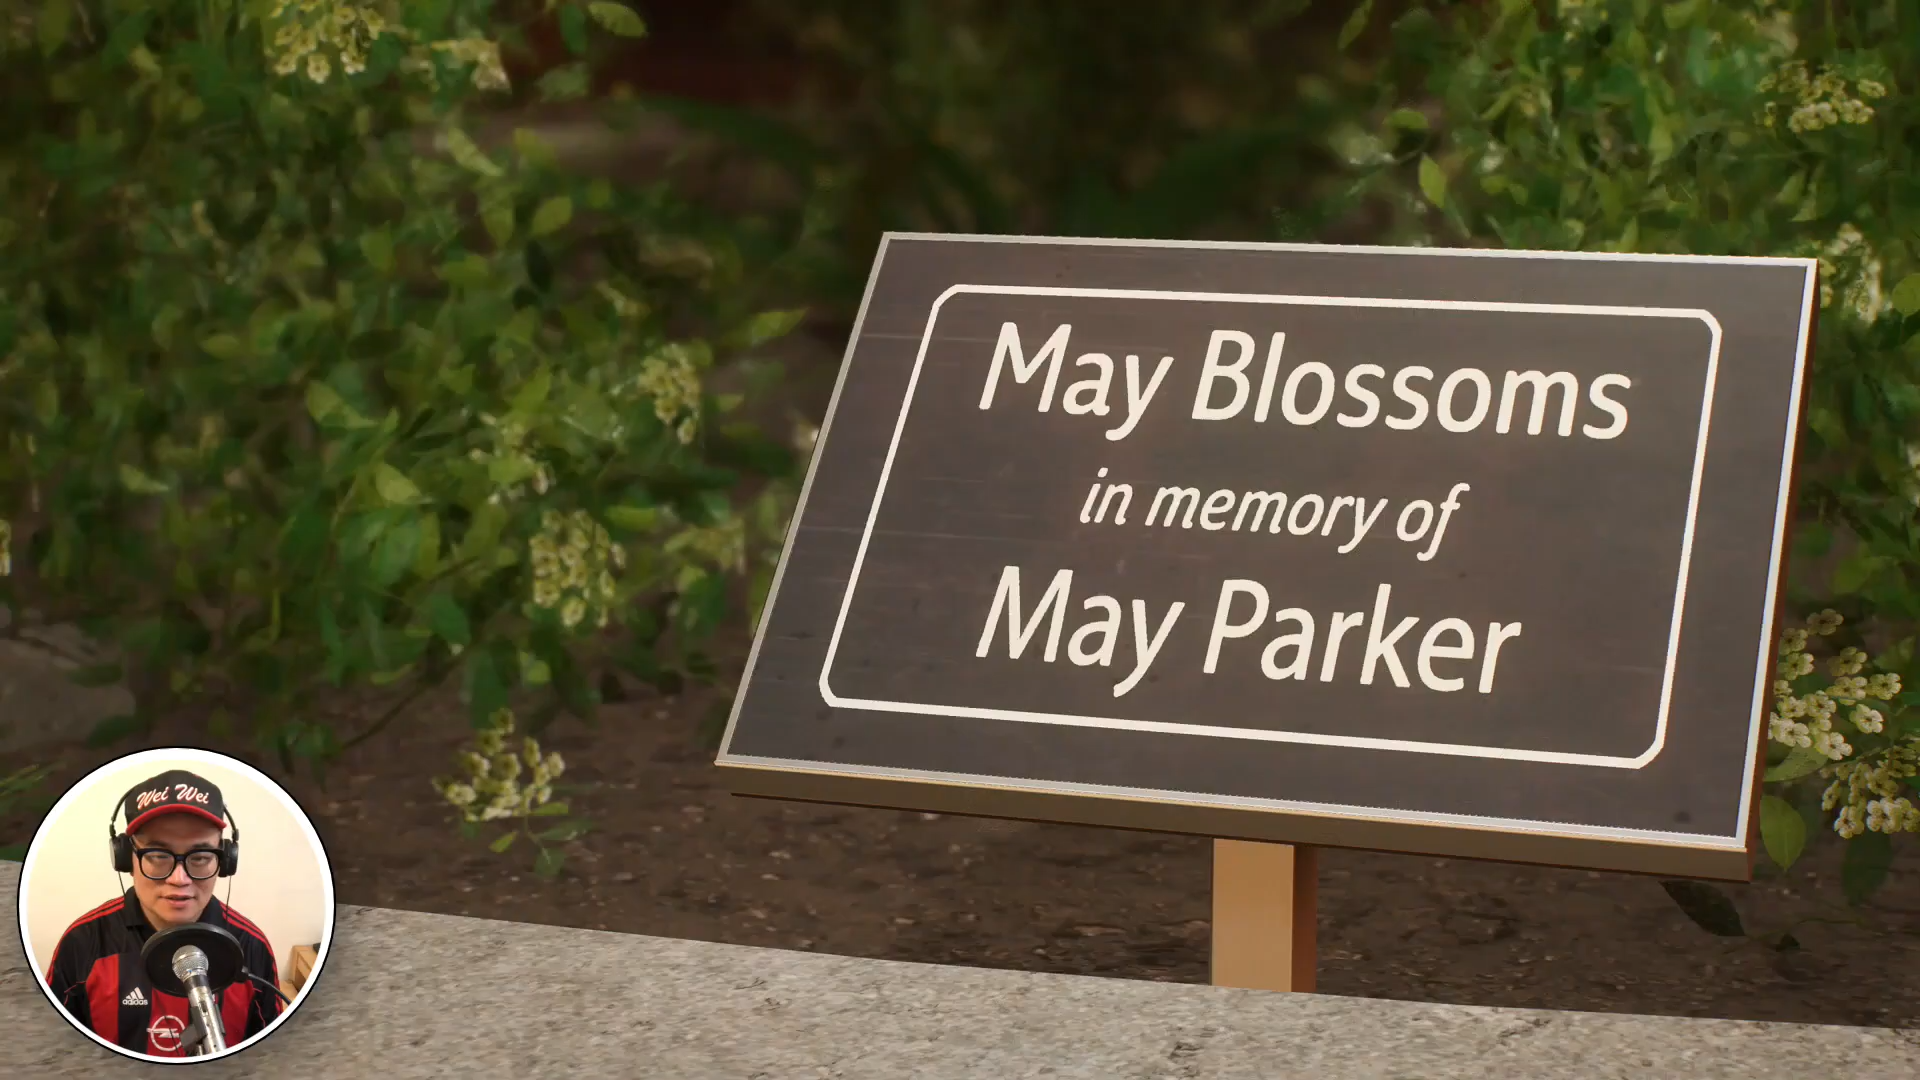 May Blossoms
in memory of
May Parker
Wei Wei
adidas